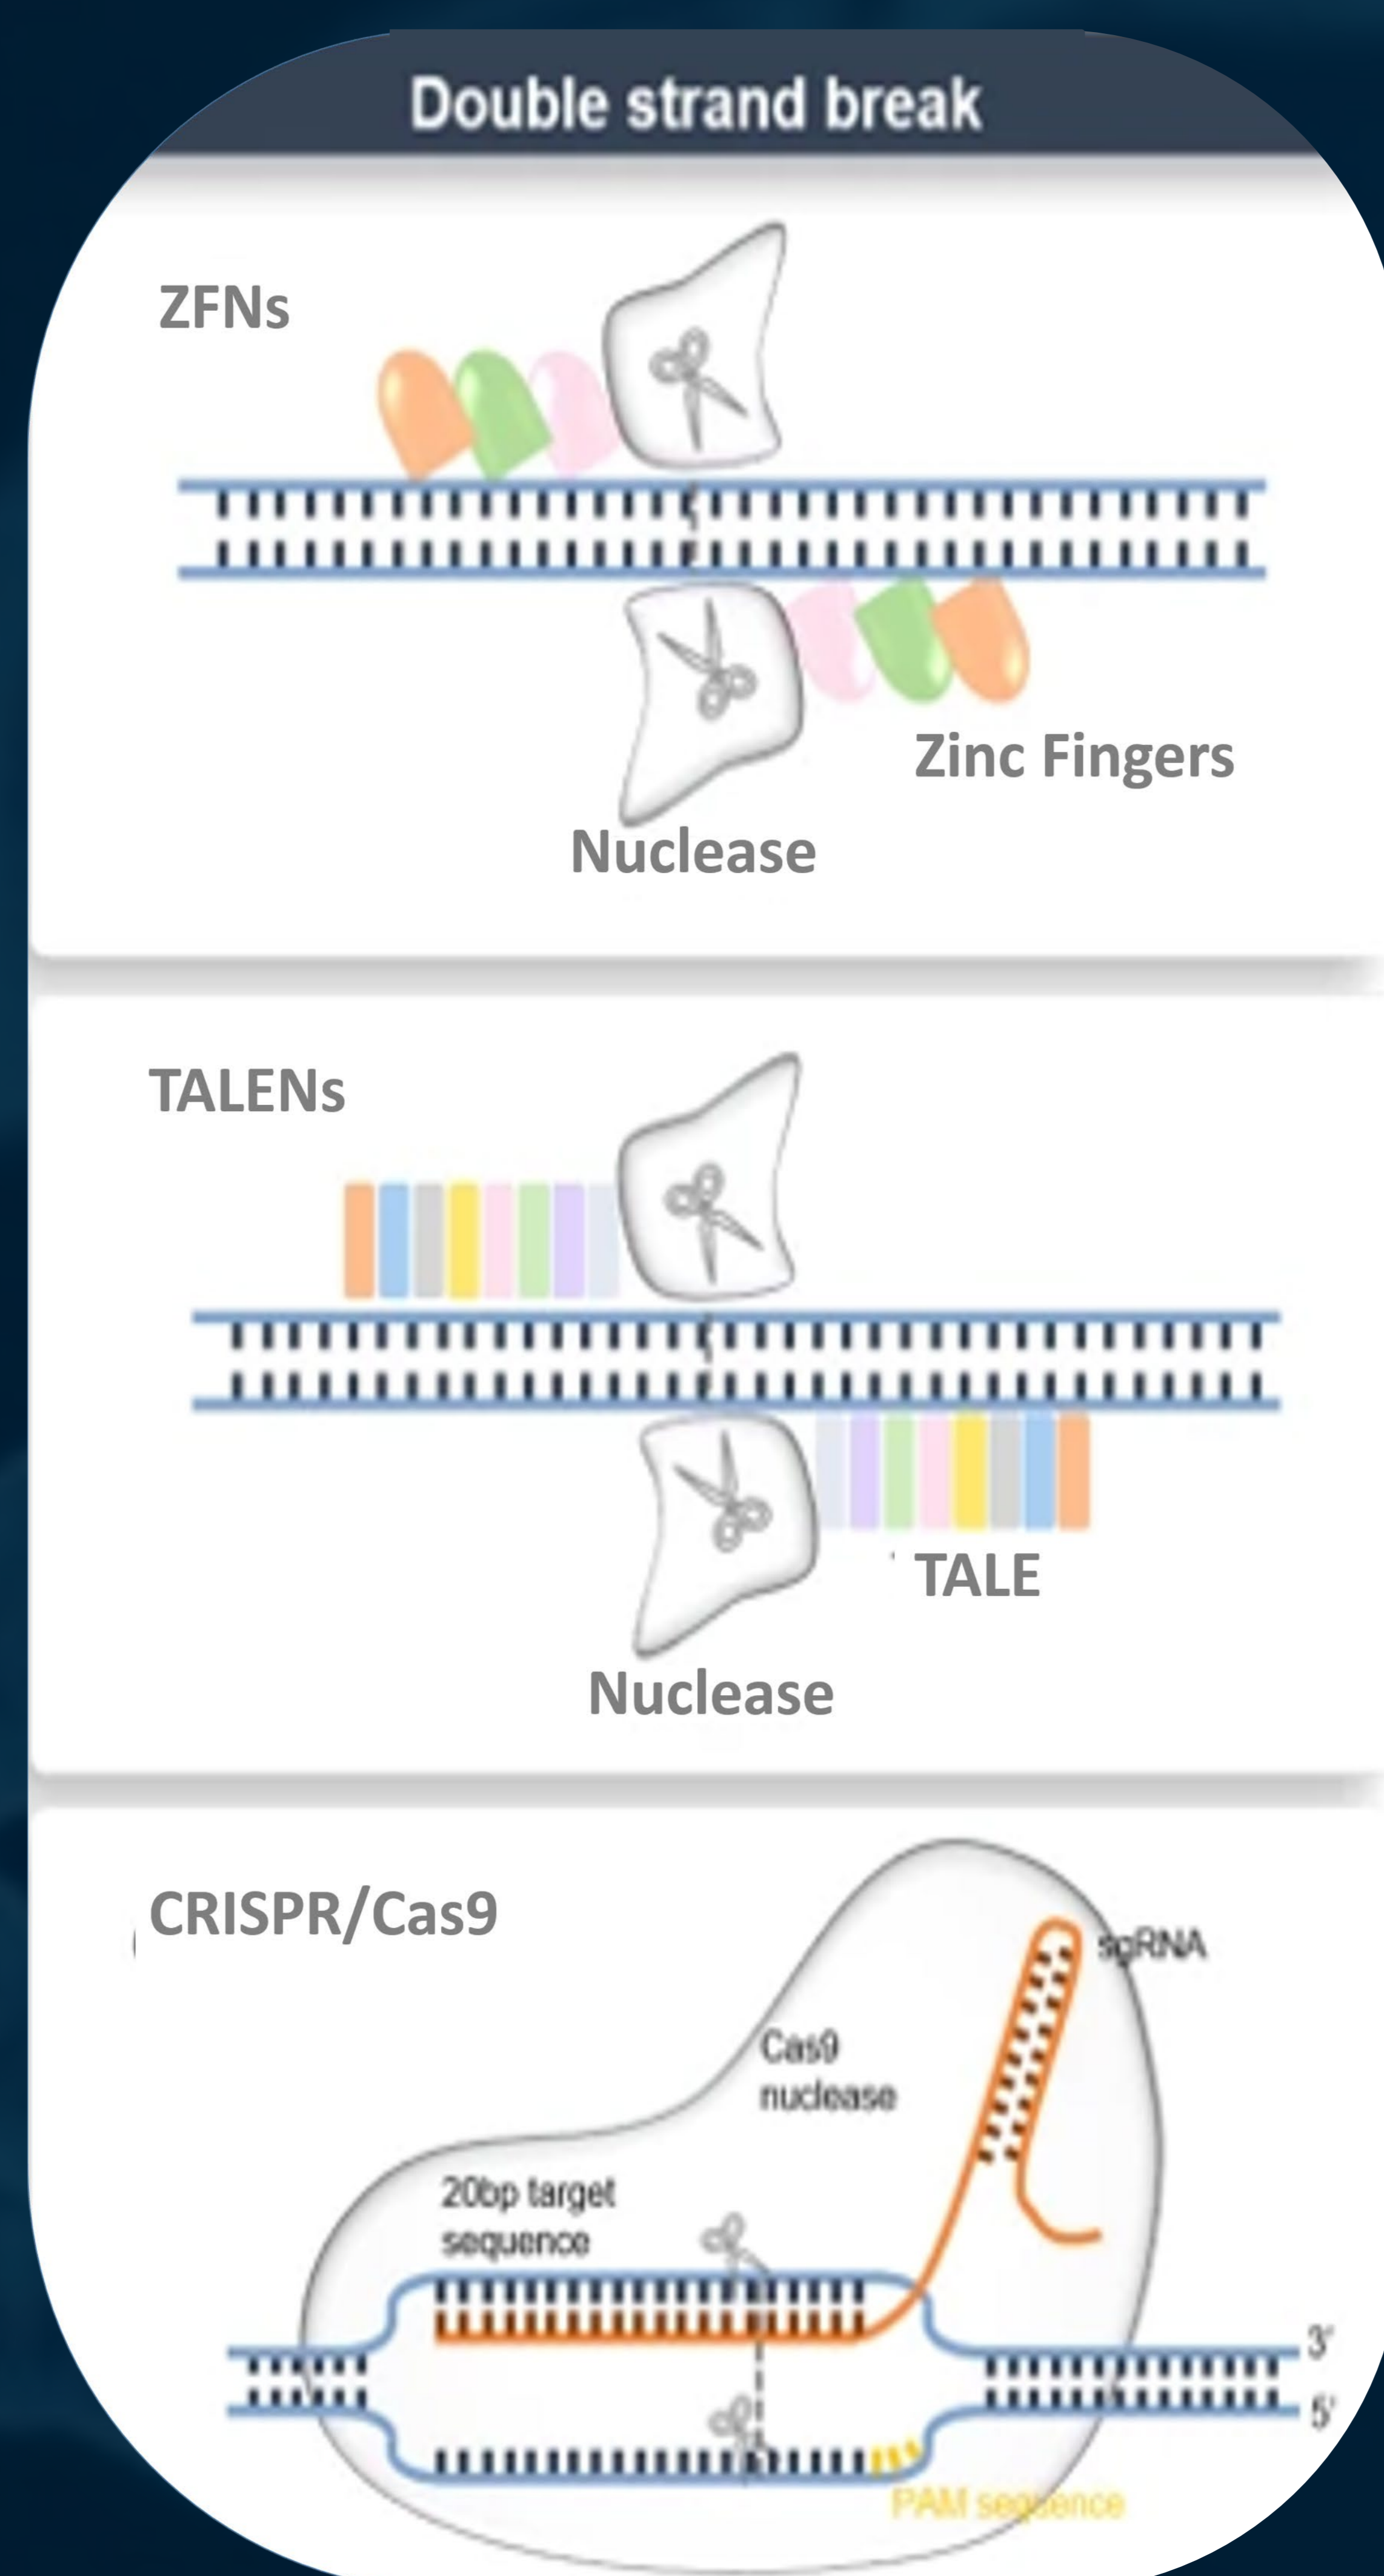 Double strand break
ZFNs
Zinc Fingers
Nuclease
TALENs
TALE
Nuclease
CRISPR/Cas9
sgRNA
Cas9
nuclease
20bp target
sequence
3'
5'
PAM sequence